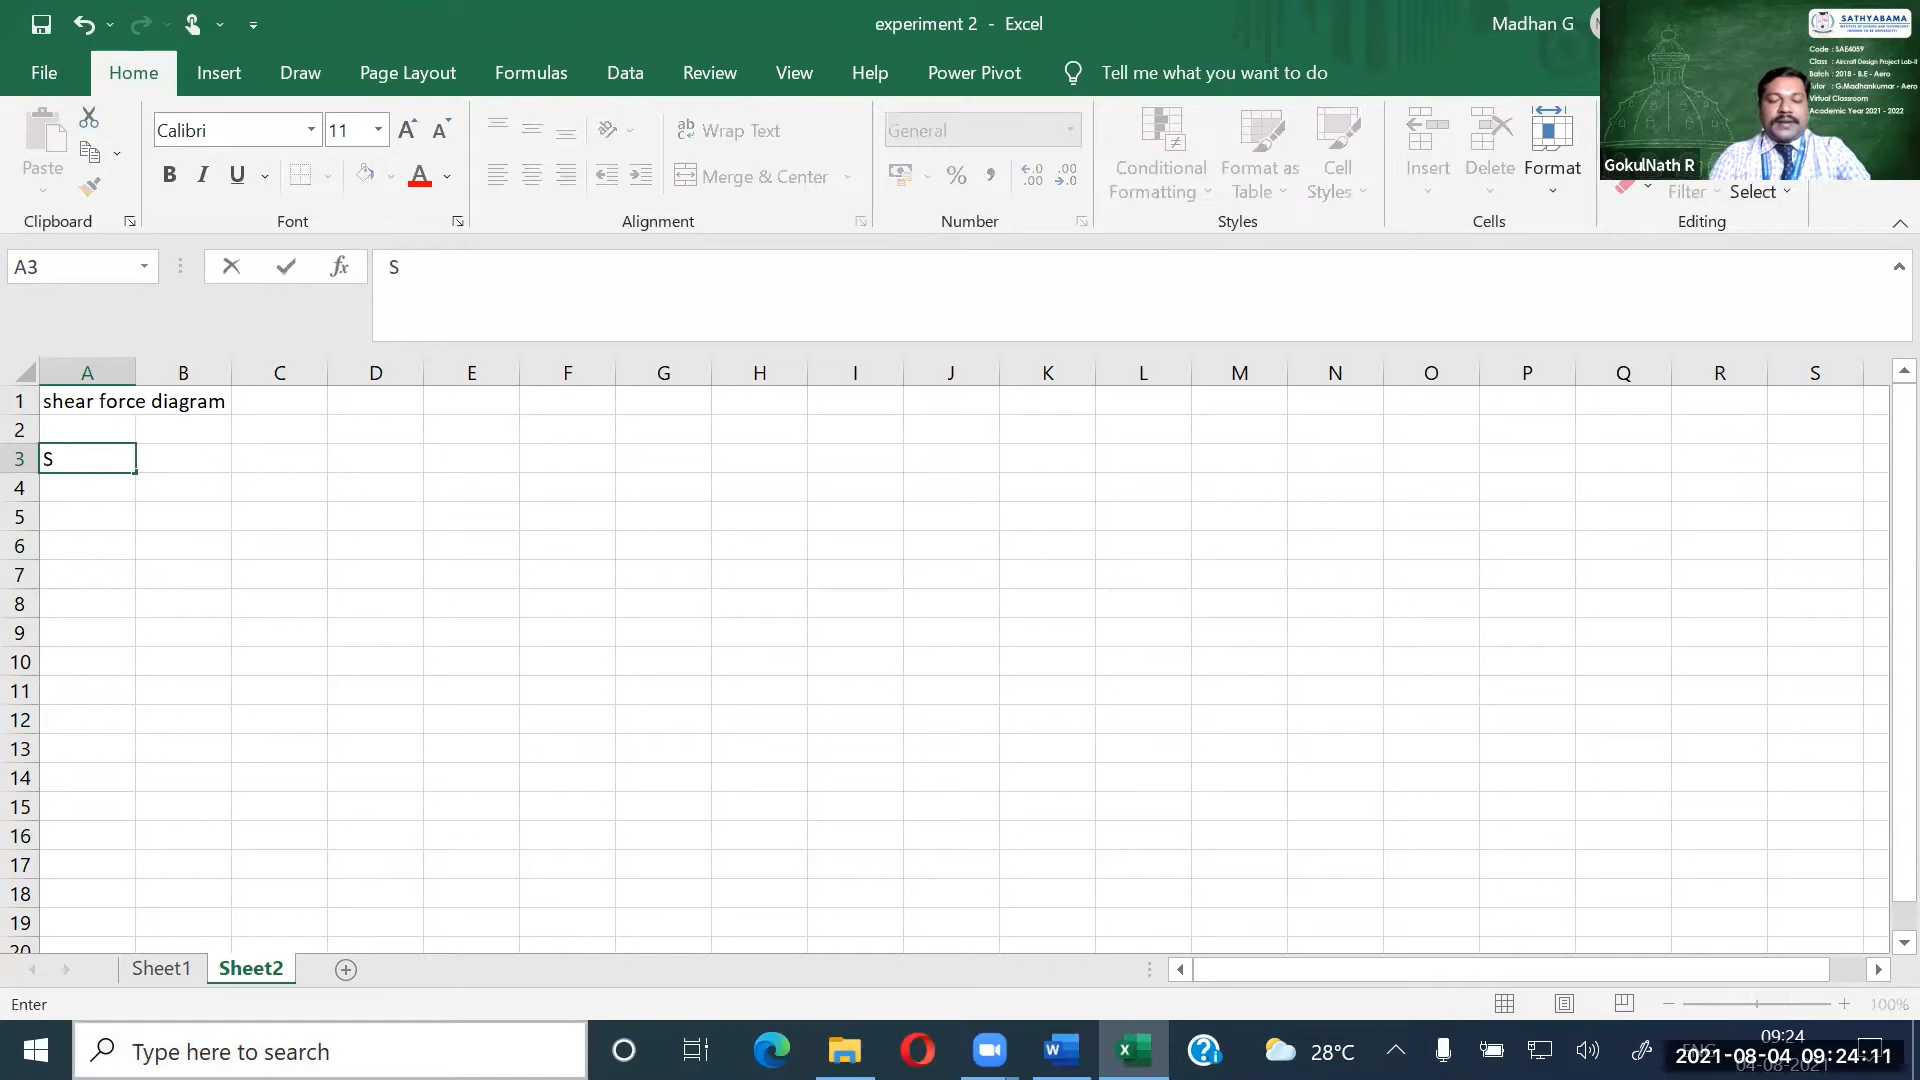 experiment 2 - Excel
Madhan G
SATHYABAMA
Code : SAE4059
Class : Aircraft Design Project Lab-II
Batch : 2018 - B.E - Aero
Tutor : G.Madhankumar - Aero
Virtual Classroom
Academic Year 2021 - 2022
GokulNath R
File Home Insert Draw Page Layout Formulas Data Review View Help Power Pivot Tell me what you want to do
Calibri 11
Wrap Text
General
Paste
Merge & Center
Conditional Formatting
Format as Table
Cell Styles
Insert Delete Format
Filter Select
Clipboard Font Alignment Number Styles Cells Editing
A3 fx S
A B C D E F G H I J K L M N O P Q R S
1 shear force diagram
2
3 S
4
5
6
7
8
9
10
11
12
13
14
15
16
17
18
19
20
Sheet1 Sheet2
Enter
100%
Type here to search
28°C
09:24
2021-08-04 09:24:11
04-08-2021